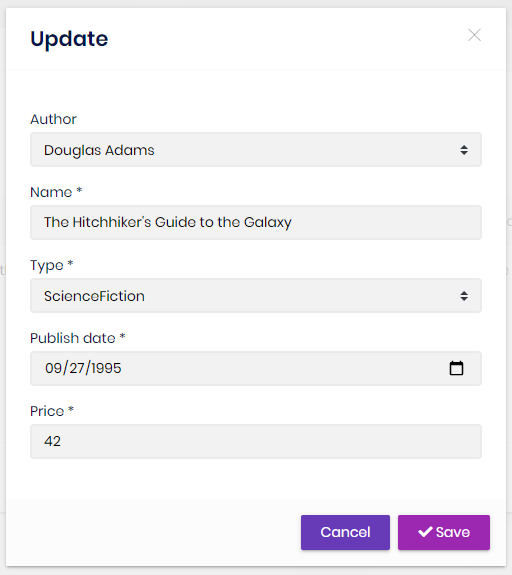 Update
Author
Douglas Adams
Name *
The Hitchhiker's Guide to the Galaxy
Type *
ScienceFiction
Publish date *
09/27/1995
Price *
42
Cancel
Save